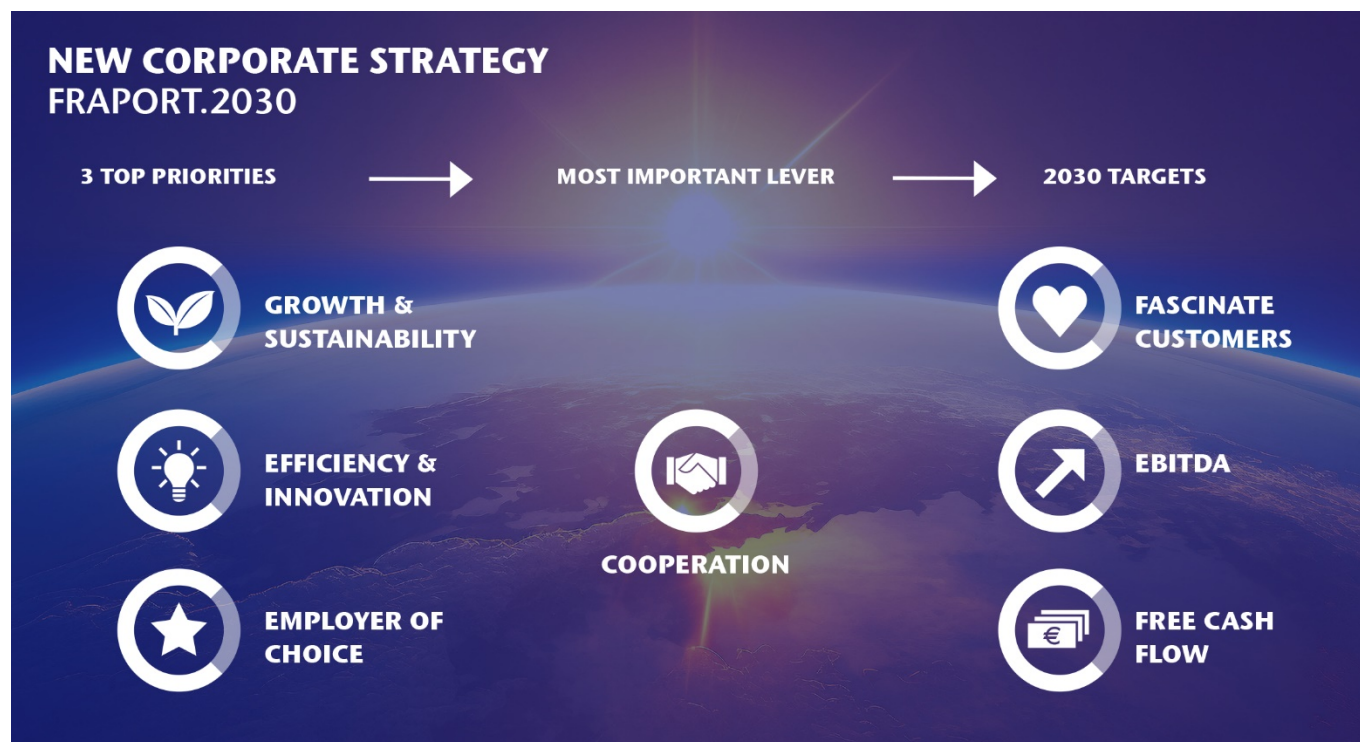 NEW CORPORATE STRATEGY
FRAPORT.2030
3 TOP PRIORITIES
MOST IMPORTANT LEVER
2030 TARGETS
GROWTH &
SUSTAINABILITY
EFFICIENCY &
INNOVATION
EMPLOYER OF
CHOICE
COOPERATION
FASCINATE
CUSTOMERS
EBITDA
€
FREE CASH
FLOW